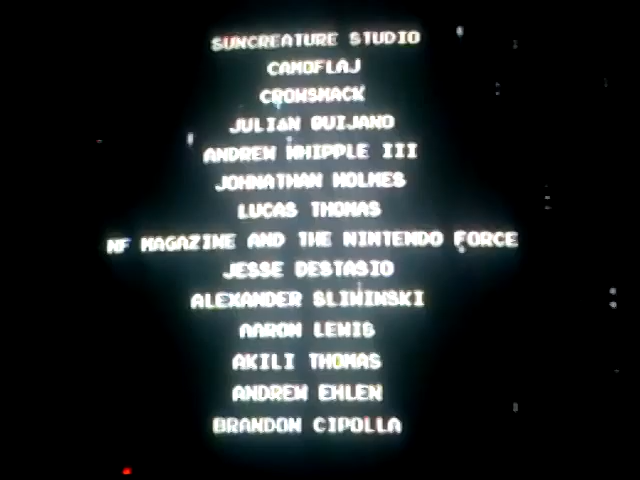 SUNCREATURE STUDIO
CAMOFLAJ
CROWSMACK
JULIAN QUIJANO
ANDREW WHIPPLE III
JOHNATHAN HOLMES
LUCAS THOMAS
NF MAGAZINE AND THE NINTENDO FORCE
JESSE DESTASIO
ALEXANDER SLIWINSKI
AARON LEWIS
AKILI THOMAS
ANDREW EHLEN
BRANDON CIPOLLA